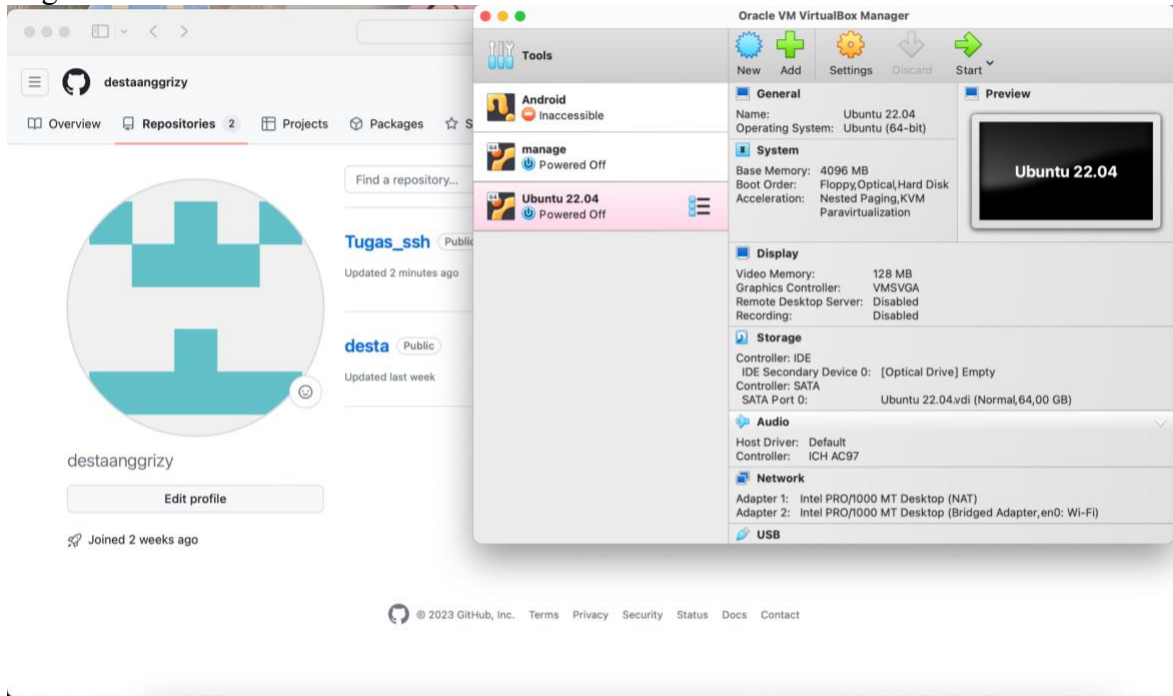 destaanggrizy
Overview Repositories 2 Projects Packages S
Find a repository...
Tugas_ssh Public
Updated 2 minutes ago
desta Public
Updated last week
destaanggrizy
Edit profile
Joined 2 weeks ago
© 2023 GitHub, Inc. Terms Privacy Security Status Docs Contact
Oracle VM VirtualBox Manager
Tools
New Add Settings Discard Start
Android
Inaccessible
64
manage
Powered Off
64
Ubuntu 22.04
Powered Off
General
Name: Ubuntu 22.04
Operating System: Ubuntu (64-bit)
Preview
Ubuntu 22.04
System
Base Memory: 4096 MB
Boot Order: Floppy,Optical,Hard Disk
Acceleration: Nested Paging,KVM
Paravirtualization
Display
Video Memory: 128 MB
Graphics Controller: VMSVGA
Remote Desktop Server: Disabled
Recording: Disabled
Storage
Controller: IDE
IDE Secondary Device 0: [Optical Drive] Empty
Controller: SATA
SATA Port 0: Ubuntu 22.04.vdi (Normal,64,00 GB)
Audio
Host Driver: Default
Controller: ICH AC97
Network
Adapter 1: Intel PRO/1000 MT Desktop (NAT)
Adapter 2: Intel PRO/1000 MT Desktop (Bridged Adapter,en0: Wi-Fi)
USB